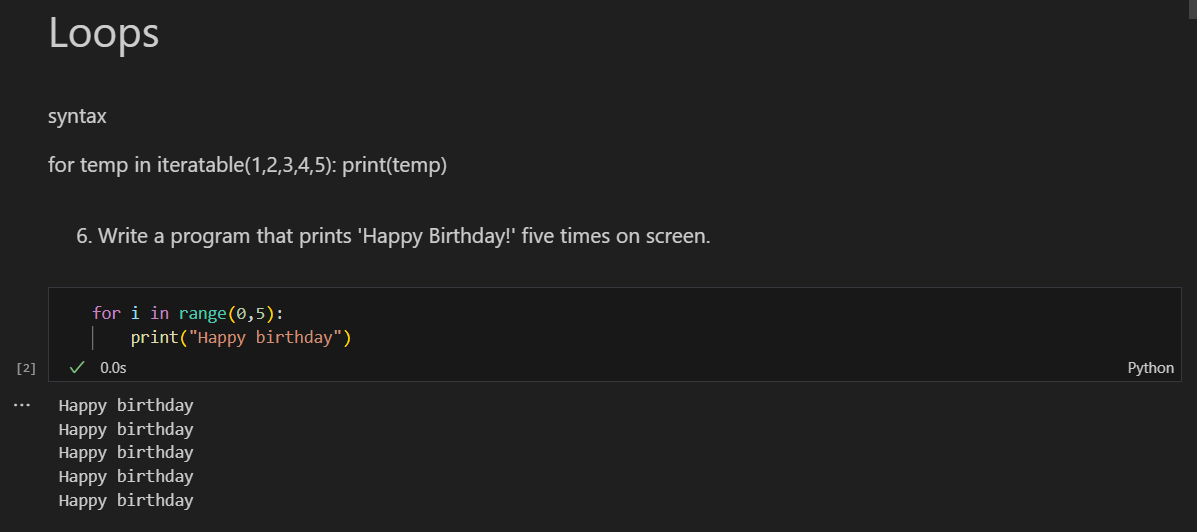 Loops
syntax
for temp in iteratable(1,2,3,4,5): print(temp)
6. Write a program that prints 'Happy Birthday!' five times on screen.
for i in range(0,5):
    print("Happy birthday")
[2] ✓ 0.0s Python
... Happy birthday
Happy birthday
Happy birthday
Happy birthday
Happy birthday